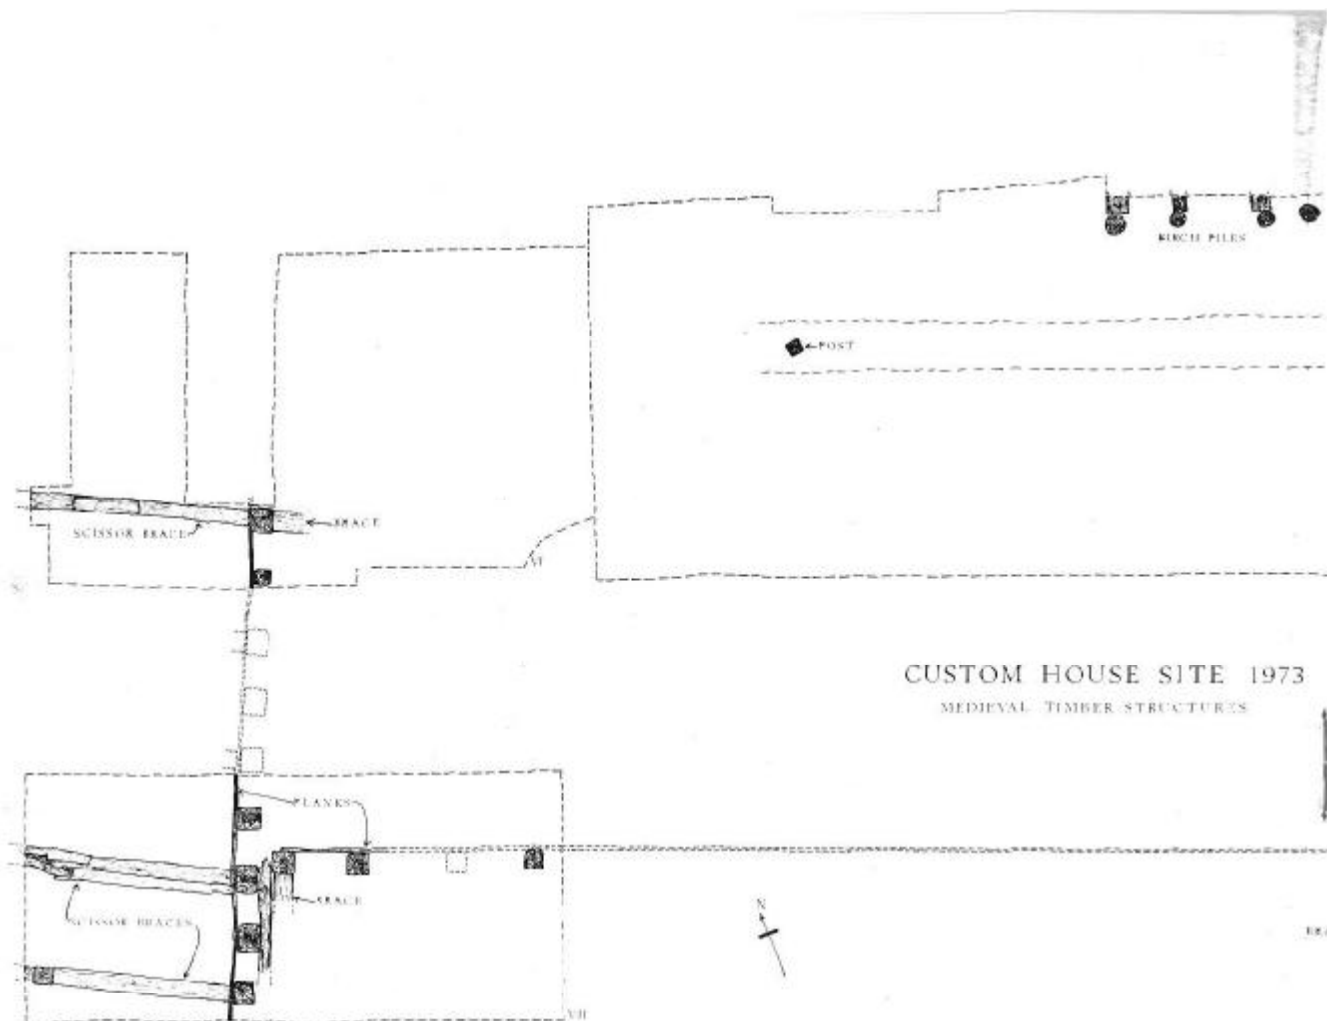 BIRCH PILES
POST
SCISSOR BRACE
BRACE
VI
CUSTOM HOUSE SITE 1973
MEDIEVAL TIMBER STRUCTURES
PLANKS
BRACE
SCISSOR BRACES
N
VII